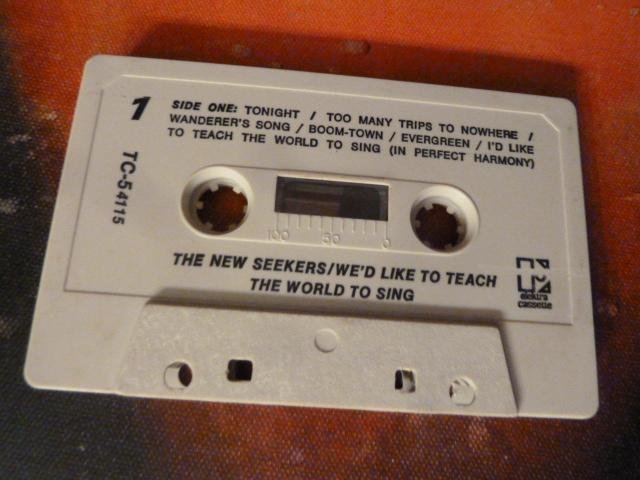 1
SIDE ONE: TONIGHT / TOO MANY TRIPS TO NOWHERE /
WANDERER'S SONG / BOOM-TOWN / EVERGREEN / I'D LIKE
TO TEACH THE WORLD TO SING (IN PERFECT HARMONY)
TC-54115
100 50 0
THE NEW SEEKERS/WE'D LIKE TO TEACH
THE WORLD TO SING
elektra
cassette